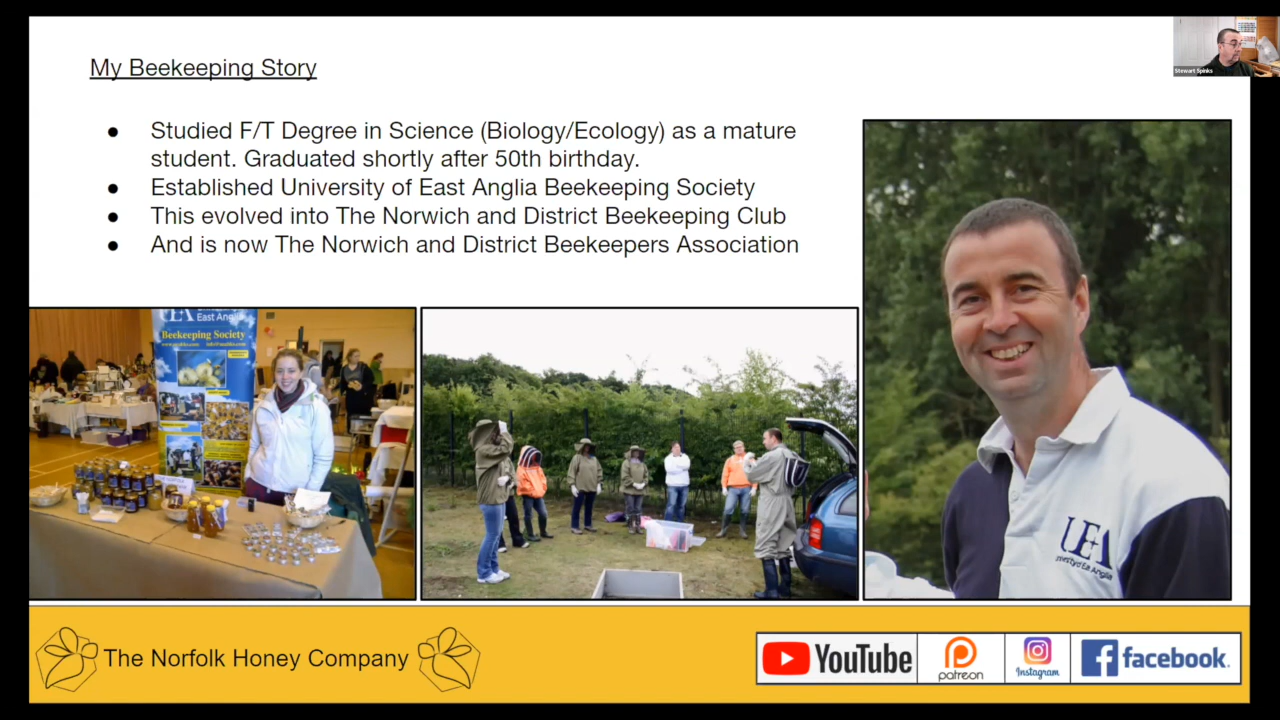 My Beekeeping Story
Stewart Spinks
● Studied F/T Degree in Science (Biology/Ecology) as a mature
student. Graduated shortly after 50th birthday.
● Established University of East Anglia Beekeeping Society
● This evolved into The Norwich and District Beekeeping Club
● And is now The Norwich and District Beekeepers Association
UEA
East Anglia
Beekeeping Society
UEA
The Norfolk Honey Company
YouTube
patreon
Instagram
facebook.